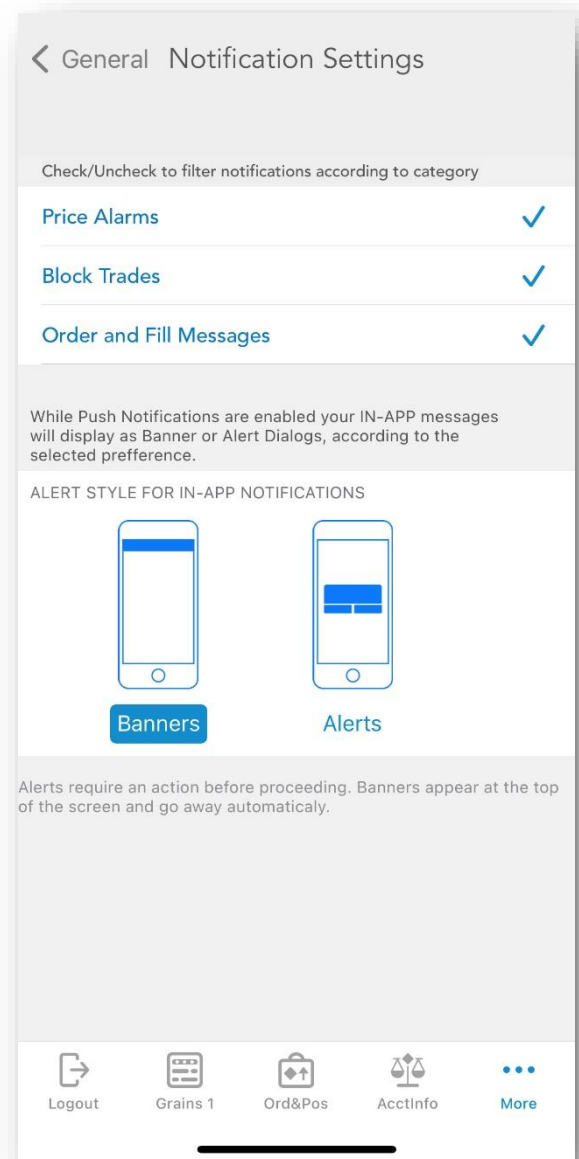 General Notification Settings
Check/Uncheck to filter notifications according to category
Price Alarms
Block Trades
Order and Fill Messages
While Push Notifications are enabled your IN-APP messages
will display as Banner or Alert Dialogs, according to the
selected prefference.
ALERT STYLE FOR IN-APP NOTIFICATIONS
Banners Alerts
Alerts require an action before proceeding. Banners appear at the top
of the screen and go away automaticaly.
Logout Grains 1 Ord&Pos AcctInfo More